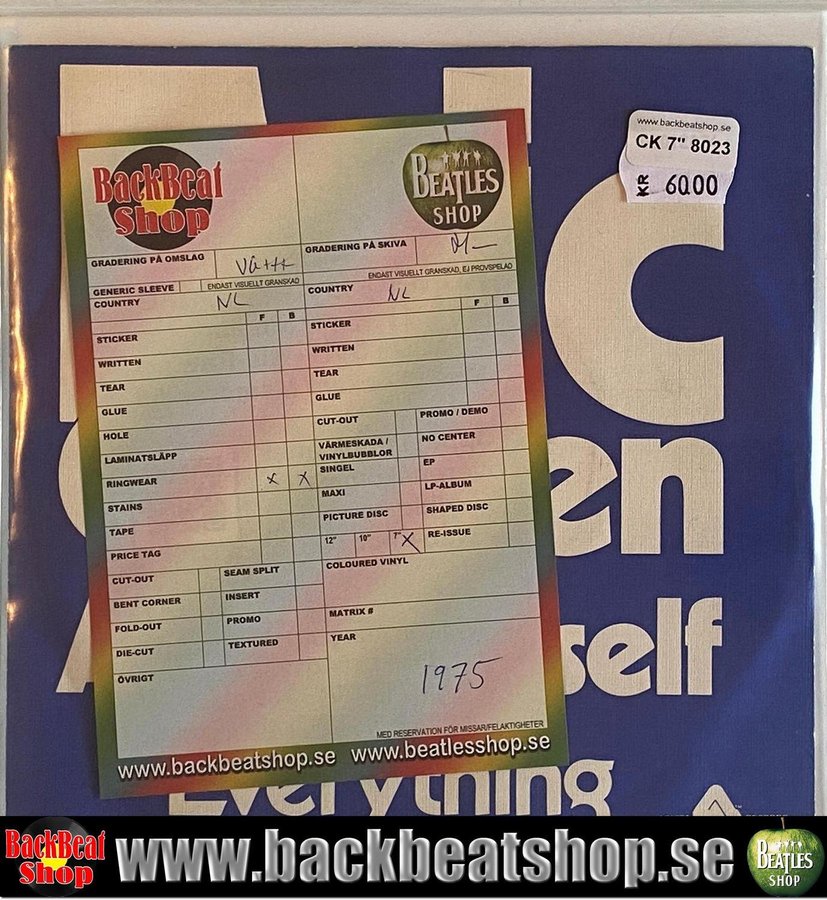 www.backbeatshop.se
CK 7" 8023
KR 60.00
BackBeat
Shop
BEATLES
SHOP
GRADERING PÅ OMSLAG
VG+++
GRADERING PÅ SKIVA
M-
GENERIC SLEEVE
ENDAST VISUELLT GRANSKAD
ENDAST VISUELLT GRANSKAD, EJ PROVSPELAD
COUNTRY
NL
COUNTRY
NL
F B
F B
STICKER
WRITTEN
TEAR
GLUE
HOLE
LAMINATSLÄPP
RINGWEAR X X
STAINS
TAPE
PRICE TAG
CUT-OUT
SEAM SPLIT
BENT CORNER
INSERT
FOLD-OUT
PROMO
DIE-CUT
TEXTURED
ÖVRIGT
STICKER
WRITTEN
TEAR
GLUE
CUT-OUT
PROMO / DEMO
VÄRMESKADA /
VINYLBUBBLOR
NO CENTER
SINGEL
EP
MAXI
LP-ALBUM
PICTURE DISC
SHAPED DISC
12" 10" 7" X
RE-ISSUE
COLOURED VINYL
MATRIX #
YEAR
1975
MED RESERVATION FÖR MISSAR/FELAKTIGHETER
www.backbeatshop.se www.beatlesshop.se
c
en
self
Everything
BackBeat
Shop
www.backbeatshop.se
BEATLES
SHOP